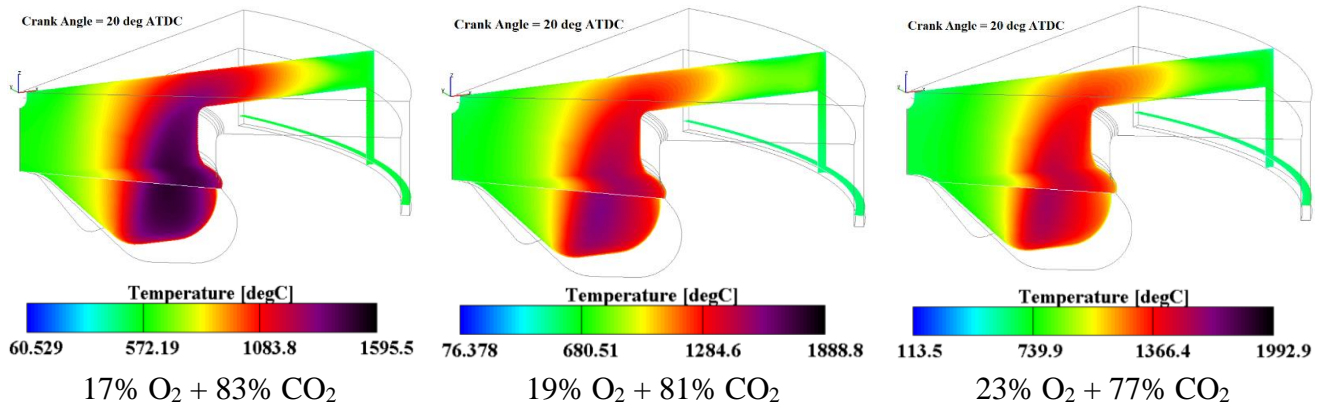 Crank Angle = 20 deg ATDC
Crank Angle = 20 deg ATDC
Crank Angle = 20 deg ATDC
Temperature [degC]
60.529 572.19 1083.8 1595.5
Temperature [degC]
76.378 680.51 1284.6 1888.8
Temperature [degC]
113.5 739.9 1366.4 1992.9
17% O₂ + 83% CO₂
19% O₂ + 81% CO₂
23% O₂ + 77% CO₂